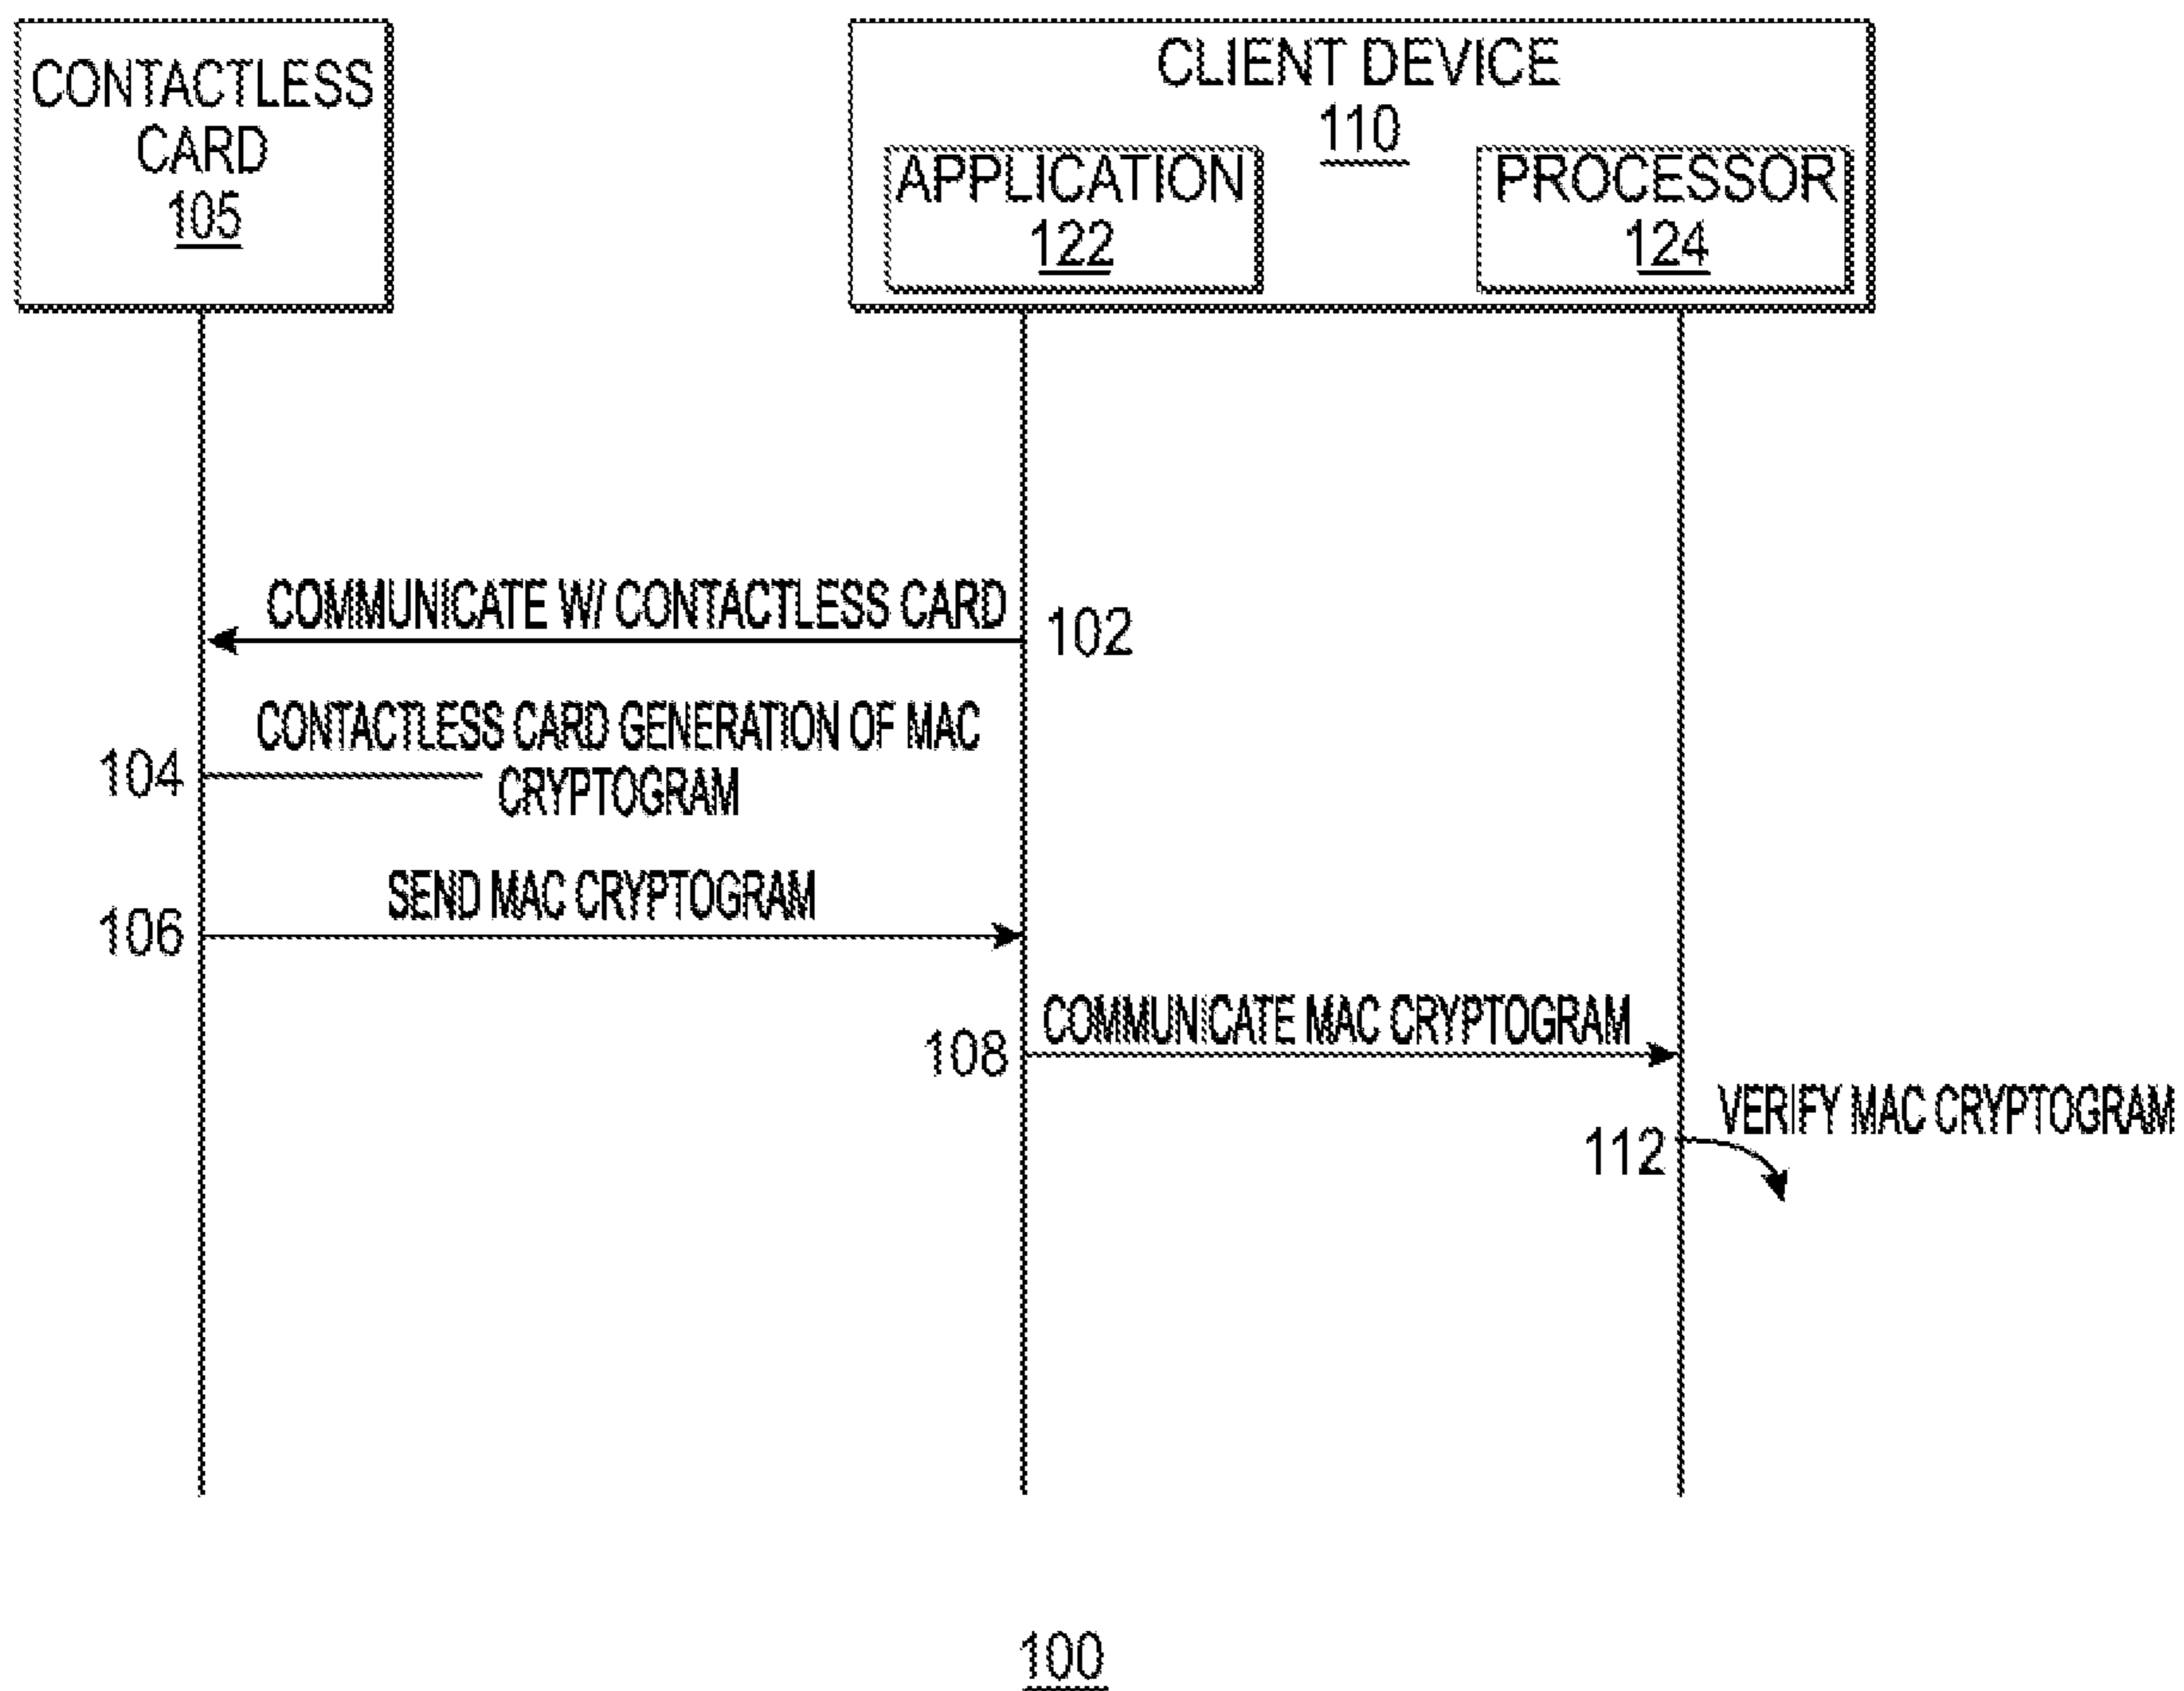 CONTACTLESS
CARD
105
CLIENT DEVICE
110
APPLICATION
122
PROCESSOR
124
COMMUNICATE W/ CONTACTLESS CARD
102
CONTACTLESS CARD GENERATION OF MAC
104
CRYPTOGRAM
SEND MAC CRYPTOGRAM
106
COMMUNICATE MAC CRYPTOGRAM
108
VERIFY MAC CRYPTOGRAM
112
100